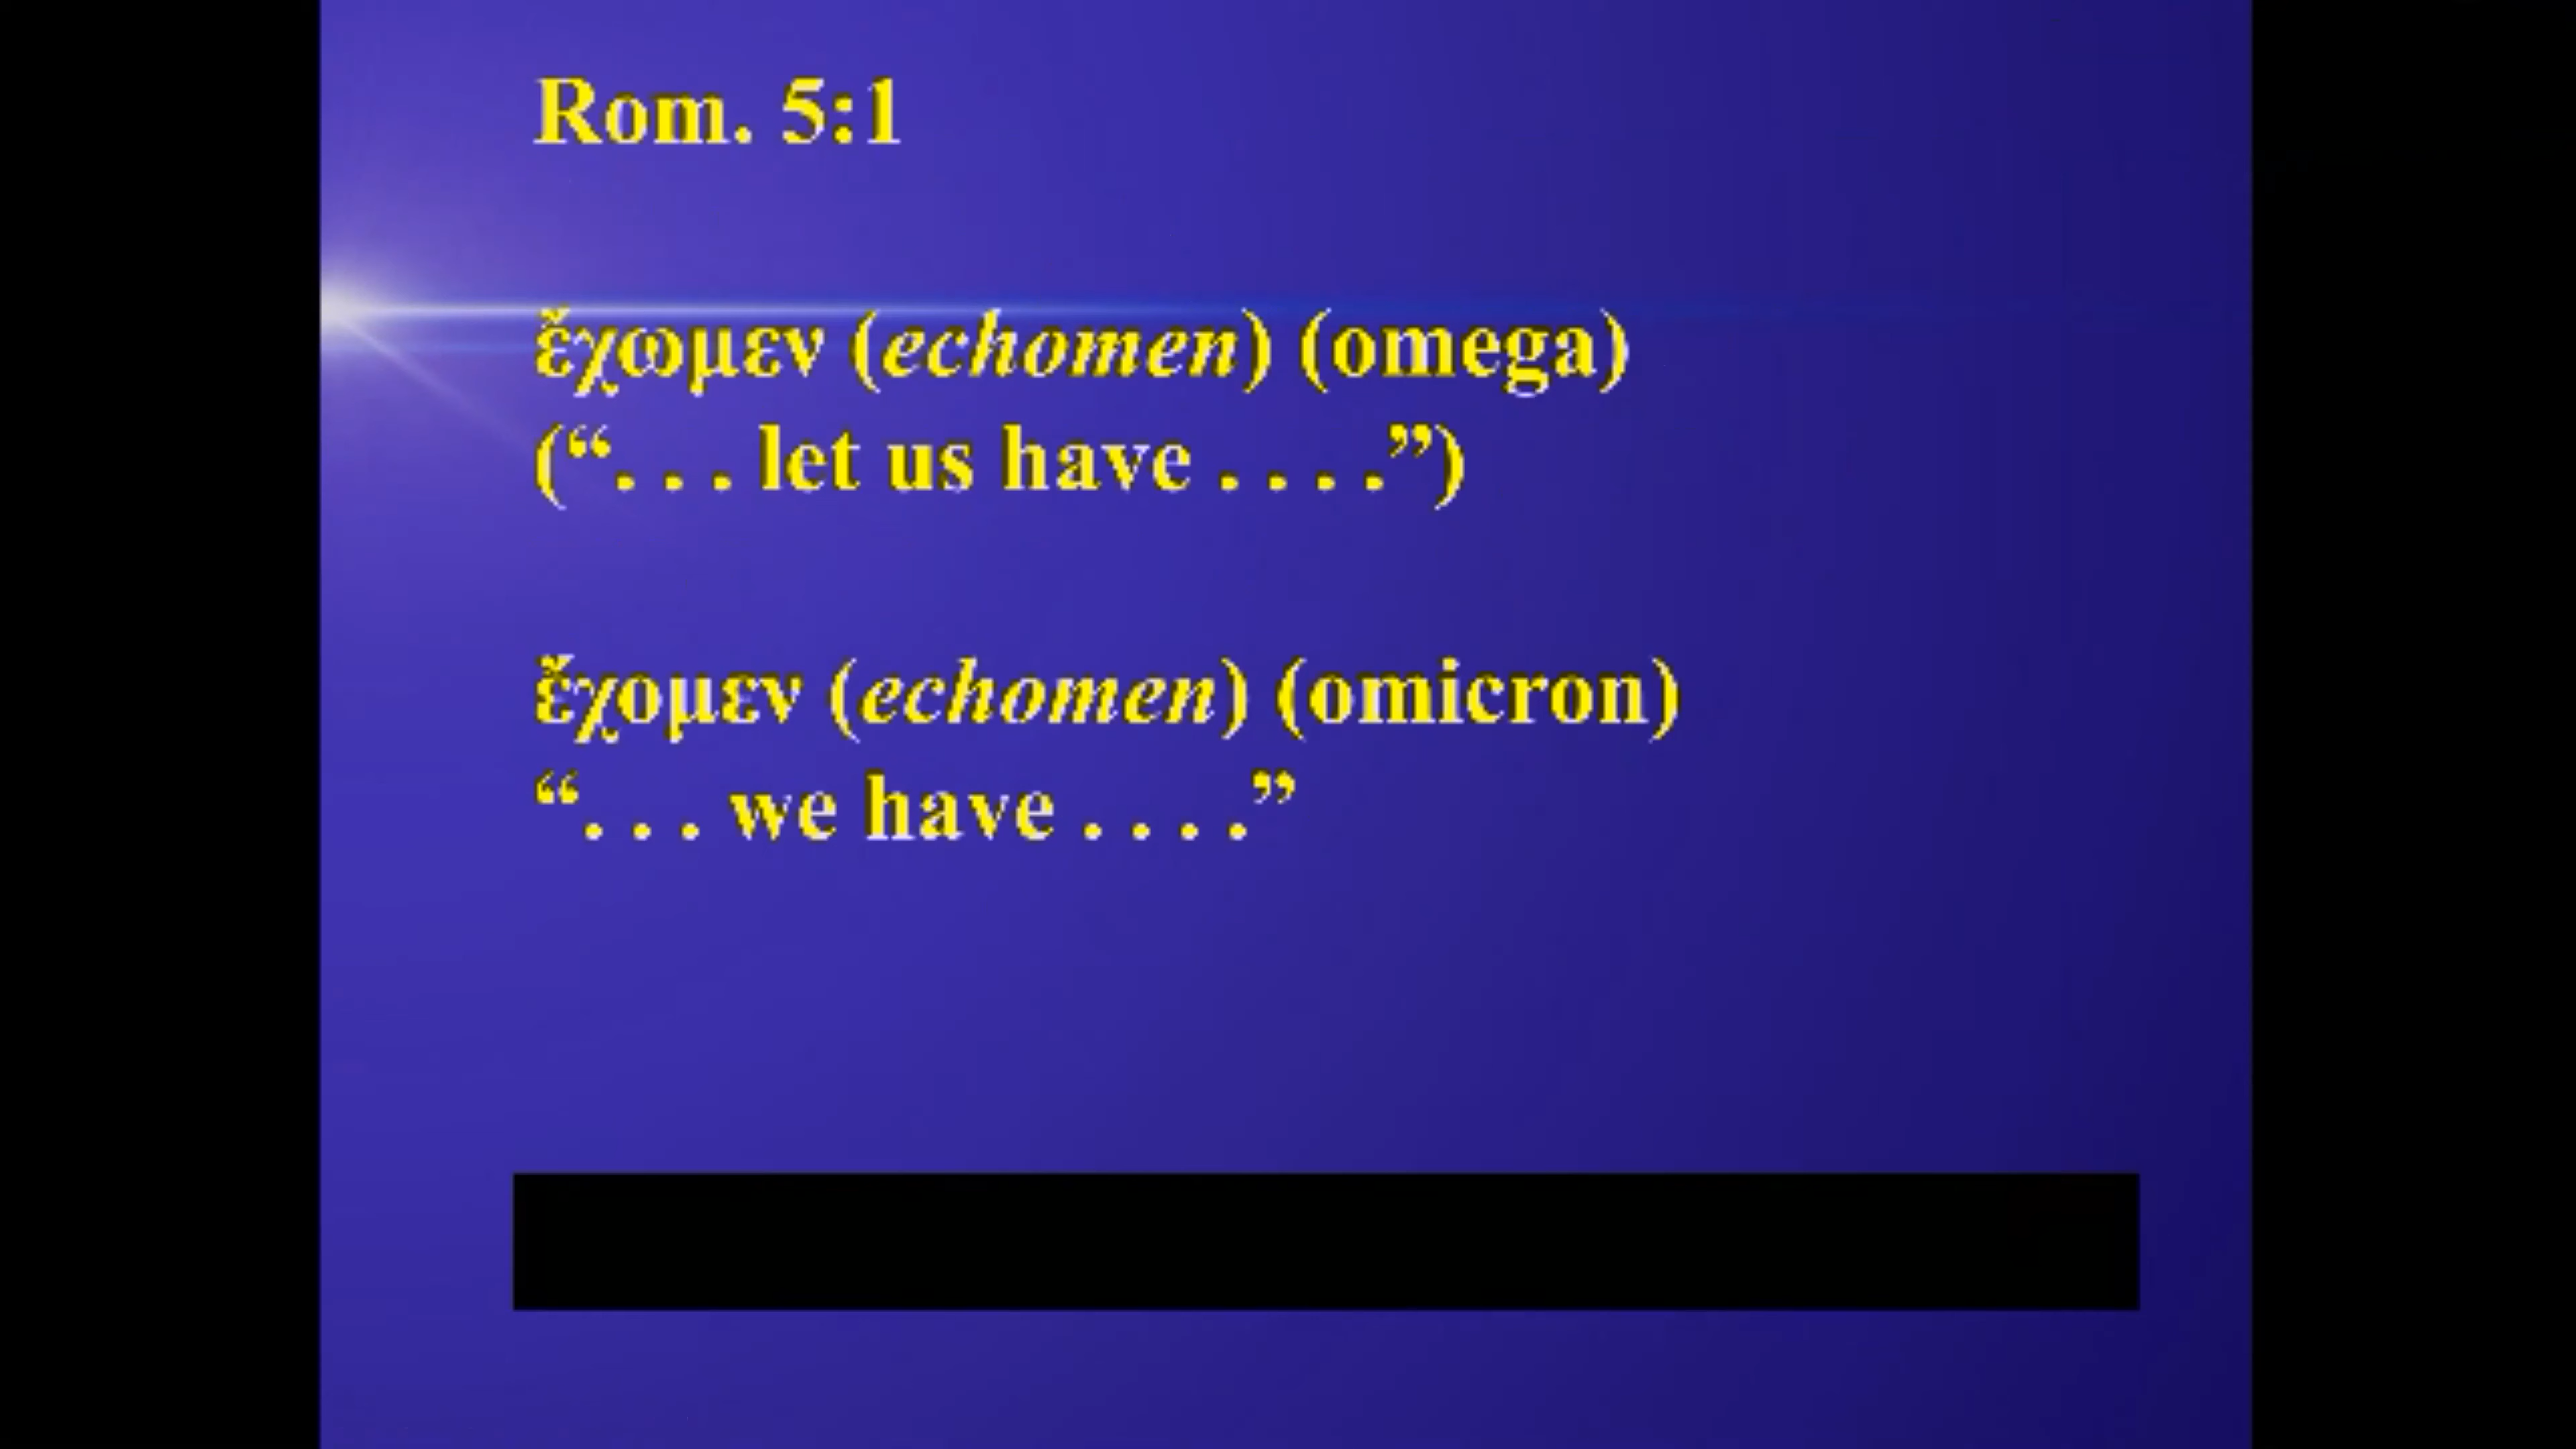 Rom. 5:1
ἔχωμεν (echomen) (omega)
(“. . . let us have . . . .”)
ἔχομεν (echomen) (omicron)
“. . . we have . . . .”